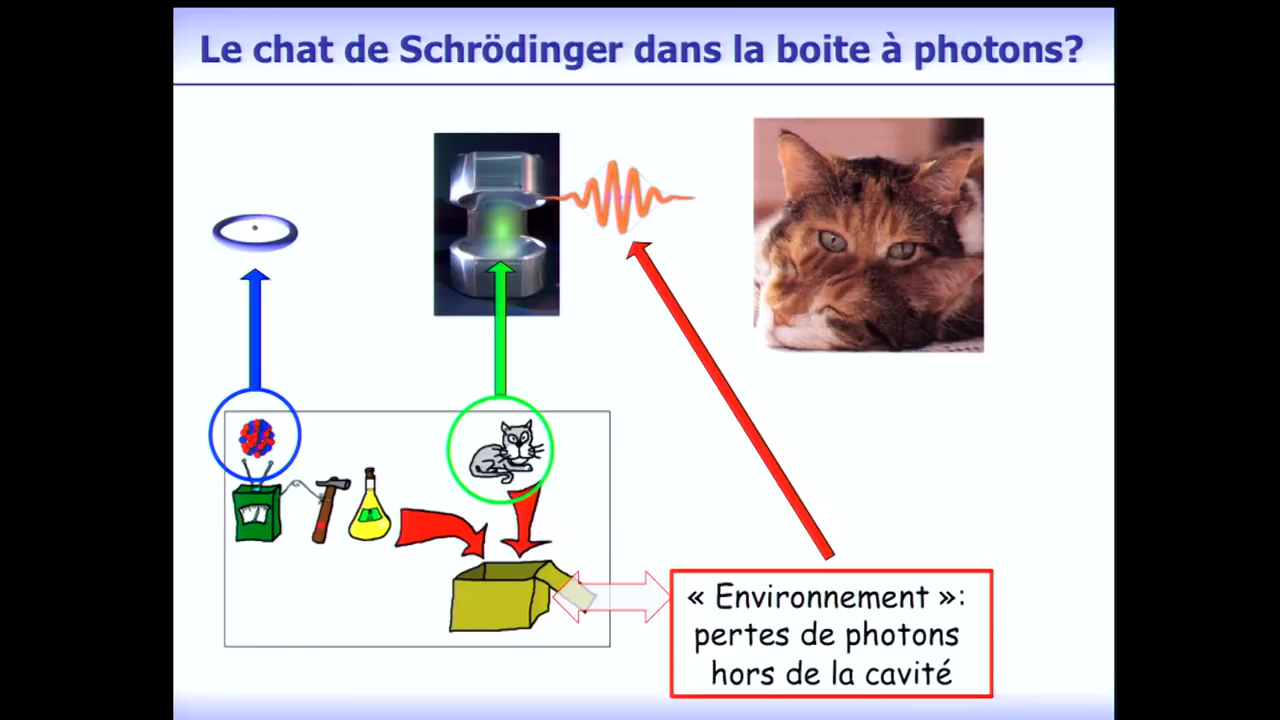 Le chat de Schrödinger dans la boite à photons?
« Environnement »:
pertes de photons
hors de la cavité